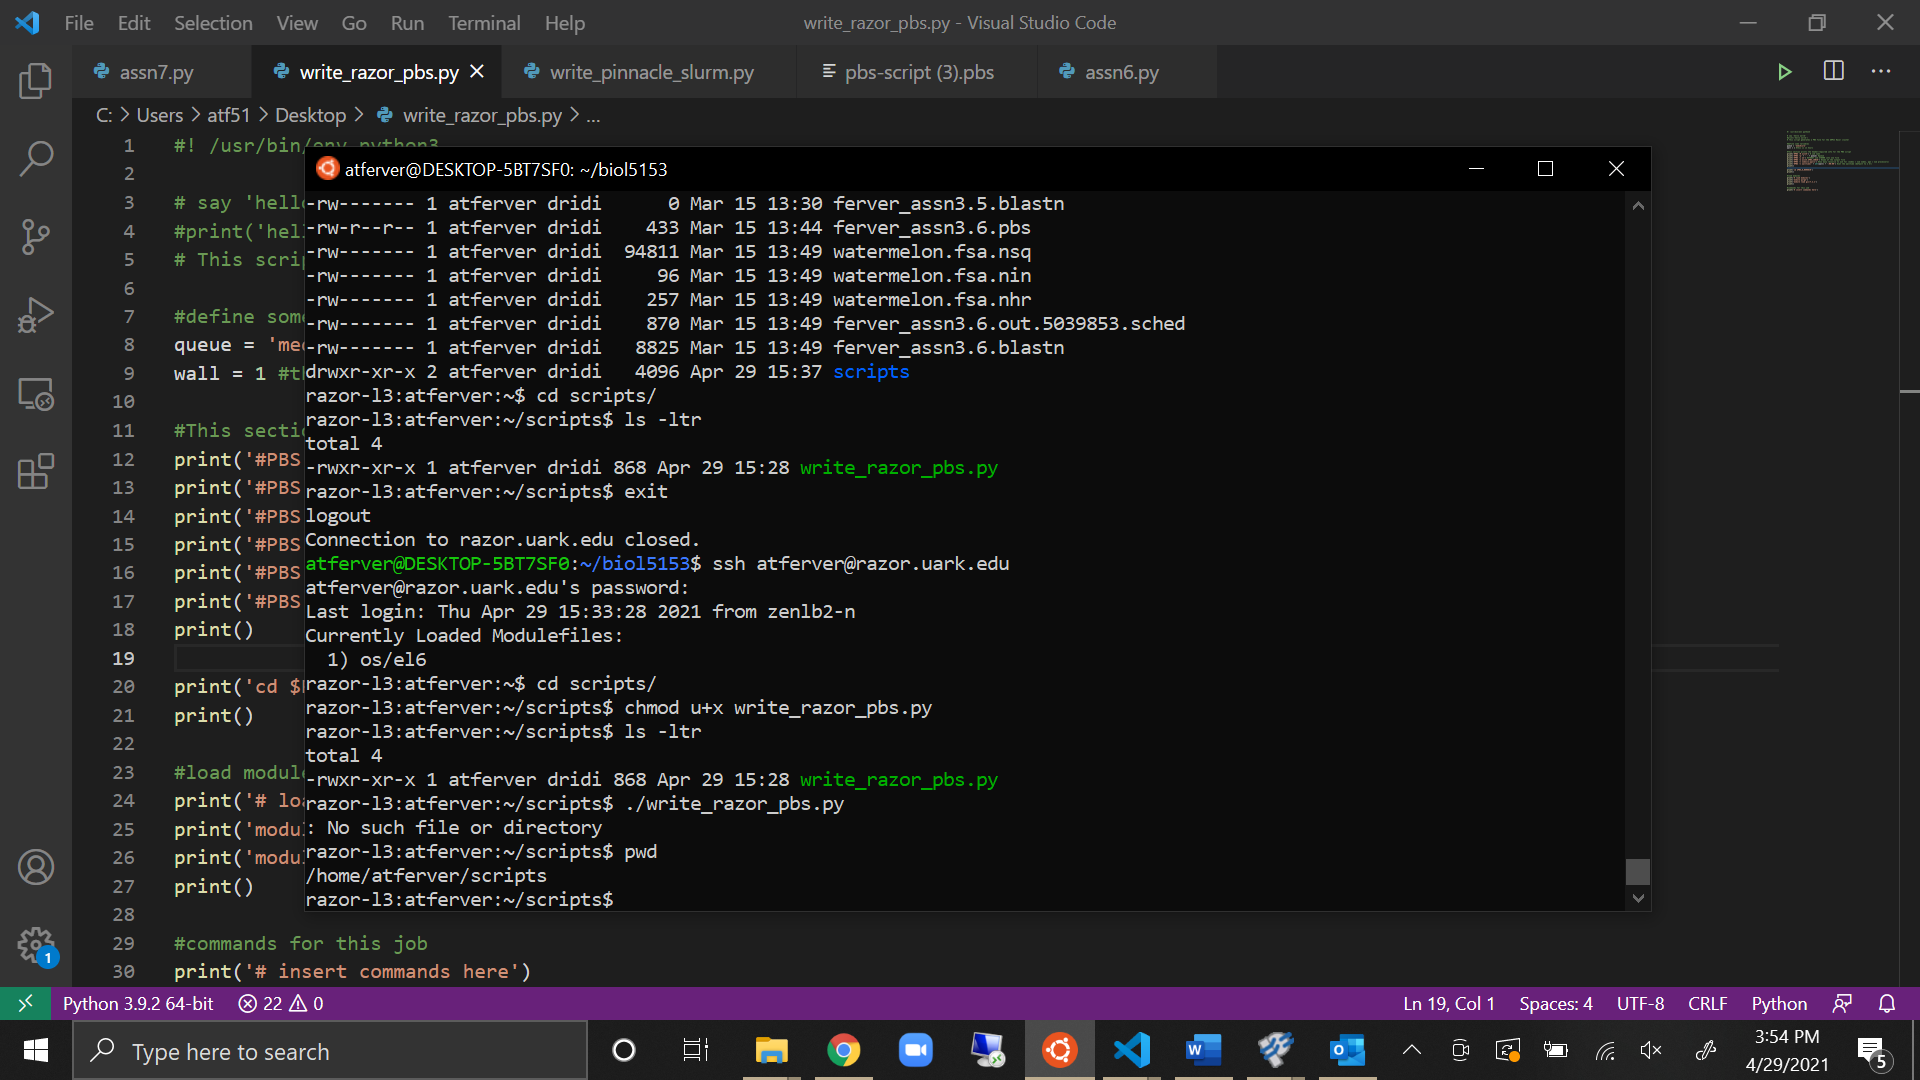 File Edit Selection View Go Run Terminal Help
write_razor_pbs.py - Visual Studio Code
assn7.py
write_razor_pbs.py
write_pinnacle_slurm.py
pbs-script (3).pbs
assn6.py
C: > Users > atf51 > Desktop > write_razor_pbs.py > ...
1 #! /usr/bin/env python3
2
3 # say 'hello
4 #print('hell
5 # This scrip
6
7 #define some
8 queue = 'med
9 wall = 1 #th
10
11 #This sectio
12 print('#PBS
13 print('#PBS
14 print('#PBS
15 print('#PBS
16 print('#PBS
17 print('#PBS
18 print()
19
20 print('cd $
21 print()
22
23 #load module
24 print('# loa
25 print('modu
26 print('modu
27 print()
28
29 #commands for this job
30 print('# insert commands here')
atferver@DESKTOP-5BT7SF0: ~/biol5153
-rw------- 1 atferver dridi 0 Mar 15 13:30 ferver_assn3.5.blastn
-rw-r--r-- 1 atferver dridi 433 Mar 15 13:44 ferver_assn3.6.pbs
-rw------- 1 atferver dridi 94811 Mar 15 13:49 watermelon.fsa.nsq
-rw------- 1 atferver dridi 96 Mar 15 13:49 watermelon.fsa.nin
-rw------- 1 atferver dridi 257 Mar 15 13:49 watermelon.fsa.nhr
-rw------- 1 atferver dridi 870 Mar 15 13:49 ferver_assn3.6.out.5039853.sched
-rw------- 1 atferver dridi 8825 Mar 15 13:49 ferver_assn3.6.blastn
drwxr-xr-x 2 atferver dridi 4096 Apr 29 15:37 scripts
razor-l3:atferver:~$ cd scripts/
razor-l3:atferver:~/scripts$ ls -ltr
total 4
-rwxr-xr-x 1 atferver dridi 868 Apr 29 15:28 write_razor_pbs.py
razor-l3:atferver:~/scripts$ exit
logout
Connection to razor.uark.edu closed.
atferver@DESKTOP-5BT7SF0:~/biol5153$ ssh atferver@razor.uark.edu
atferver@razor.uark.edu's password:
Last login: Thu Apr 29 15:33:28 2021 from zenlb2-n
Currently Loaded Modulefiles:
1) os/el6
razor-l3:atferver:~$ cd scripts/
razor-l3:atferver:~/scripts$ chmod u+x write_razor_pbs.py
razor-l3:atferver:~/scripts$ ls -ltr
total 4
-rwxr-xr-x 1 atferver dridi 868 Apr 29 15:28 write_razor_pbs.py
razor-l3:atferver:~/scripts$ ./write_razor_pbs.py
: No such file or directory
razor-l3:atferver:~/scripts$ pwd
/home/atferver/scripts
razor-l3:atferver:~/scripts$
1
Python 3.9.2 64-bit 22 0
Ln 19, Col 1 Spaces: 4 UTF-8 CRLF Python
Type here to search
3:54 PM
4/29/2021
5